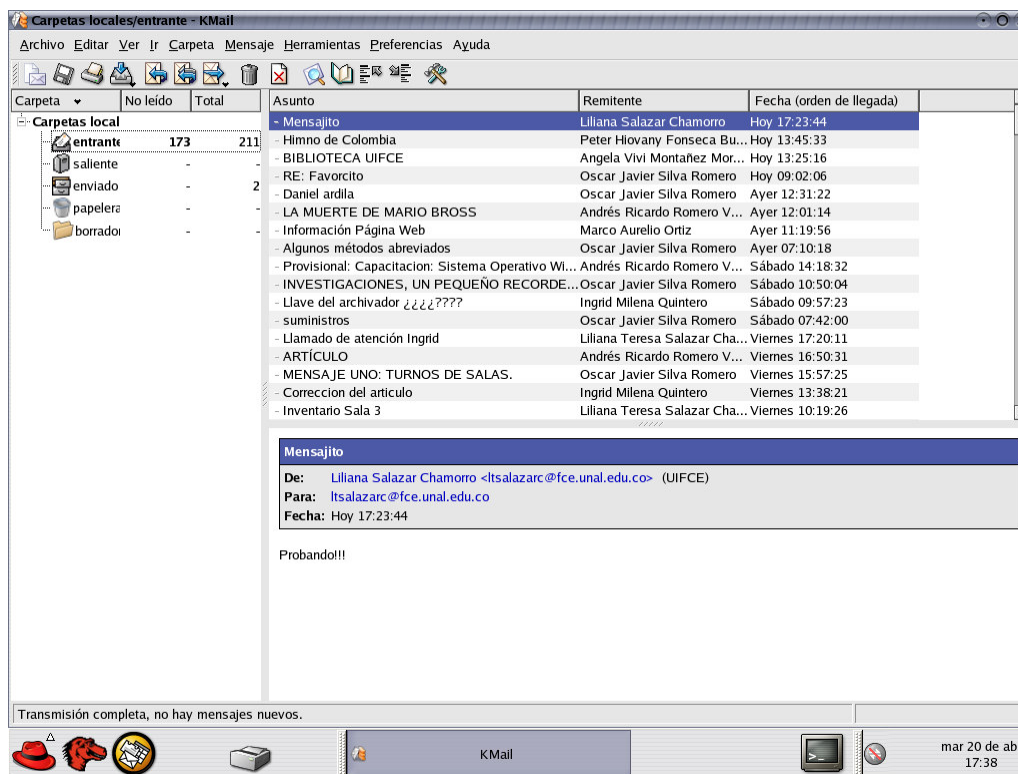 Carpetas locales/entrante - KMail
Archivo Editar Ver Ir Carpeta Mensaje Herramientas Preferencias Ayuda
Carpeta No leído Total
Carpetas local
entrante 173 211
saliente - -
enviado - 2
papelera - -
borrador - -
Asunto Remitente Fecha (orden de llegada)
Mensajito Liliana Salazar Chamorro Hoy 17:23:44
Himno de Colombia Peter Hiovany Fonseca Bu... Hoy 13:45:33
BIBLIOTECA UIFCE Angela Vivi Montañez Mor... Hoy 13:25:16
RE: Favorcito Oscar Javier Silva Romero Hoy 09:02:06
Daniel ardila Oscar Javier Silva Romero Ayer 12:31:22
LA MUERTE DE MARIO BROSS Andrés Ricardo Romero V... Ayer 12:01:14
Información Página Web Marco Aurelio Ortiz Ayer 11:19:56
Algunos métodos abreviados Oscar Javier Silva Romero Ayer 07:10:18
Provisional: Capacitacion: Sistema Operativo Wi... Andrés Ricardo Romero V... Sábado 14:18:32
INVESTIGACIONES, UN PEQUEÑO RECORDE... Oscar Javier Silva Romero Sábado 10:50:04
Llave del archivador ¿¿¿¿???? Ingrid Milena Quintero Sábado 09:57:23
suministros Oscar Javier Silva Romero Sábado 07:42:00
Llamado de atención Ingrid Liliana Teresa Salazar Cha... Viernes 17:20:11
ARTÍCULO Andrés Ricardo Romero V... Viernes 16:50:31
MENSAJE UNO: TURNOS DE SALAS. Oscar Javier Silva Romero Viernes 15:57:25
Correccion del articulo Ingrid Milena Quintero Viernes 13:38:21
Inventario Sala 3 Liliana Teresa Salazar Cha... Viernes 10:19:26
Mensajito
De: Liliana Salazar Chamorro <ltsalazarc@fce.unal.edu.co> (UIFCE)
Para: ltsalazarc@fce.unal.edu.co
Fecha: Hoy 17:23:44
Probando!!!
Transmisión completa, no hay mensajes nuevos.
KMail
mar 20 de ab
17:38